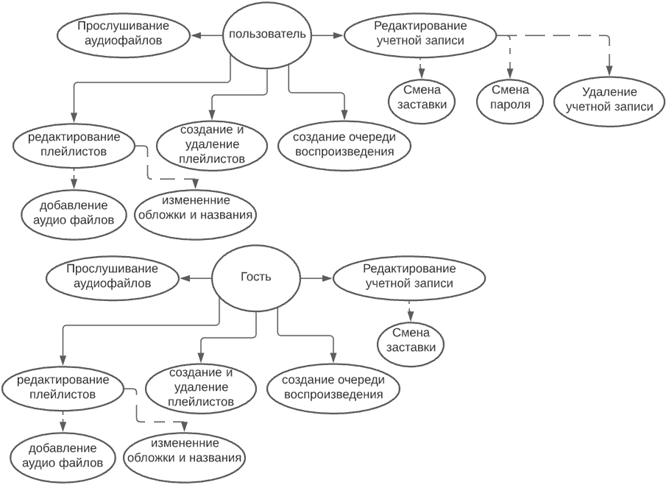 Прослушивание
аудиофайлов
пользователь
Редактирование
учетной записи
Смена
заставки
Смена
пароля
Удаление
учетной записи
редактирование
плейлистов
создание и
удаление
плейлистов
создание очереди
воспроизведения
добавление
аудио файлов
измененние
обложки и названия
Прослушивание
аудиофайлов
Гость
Редактирование
учетной записи
Смена
заставки
редактирование
плейлистов
создание и
удаление
плейлистов
создание очереди
воспроизведения
добавление
аудио файлов
измененние
обложки и названия